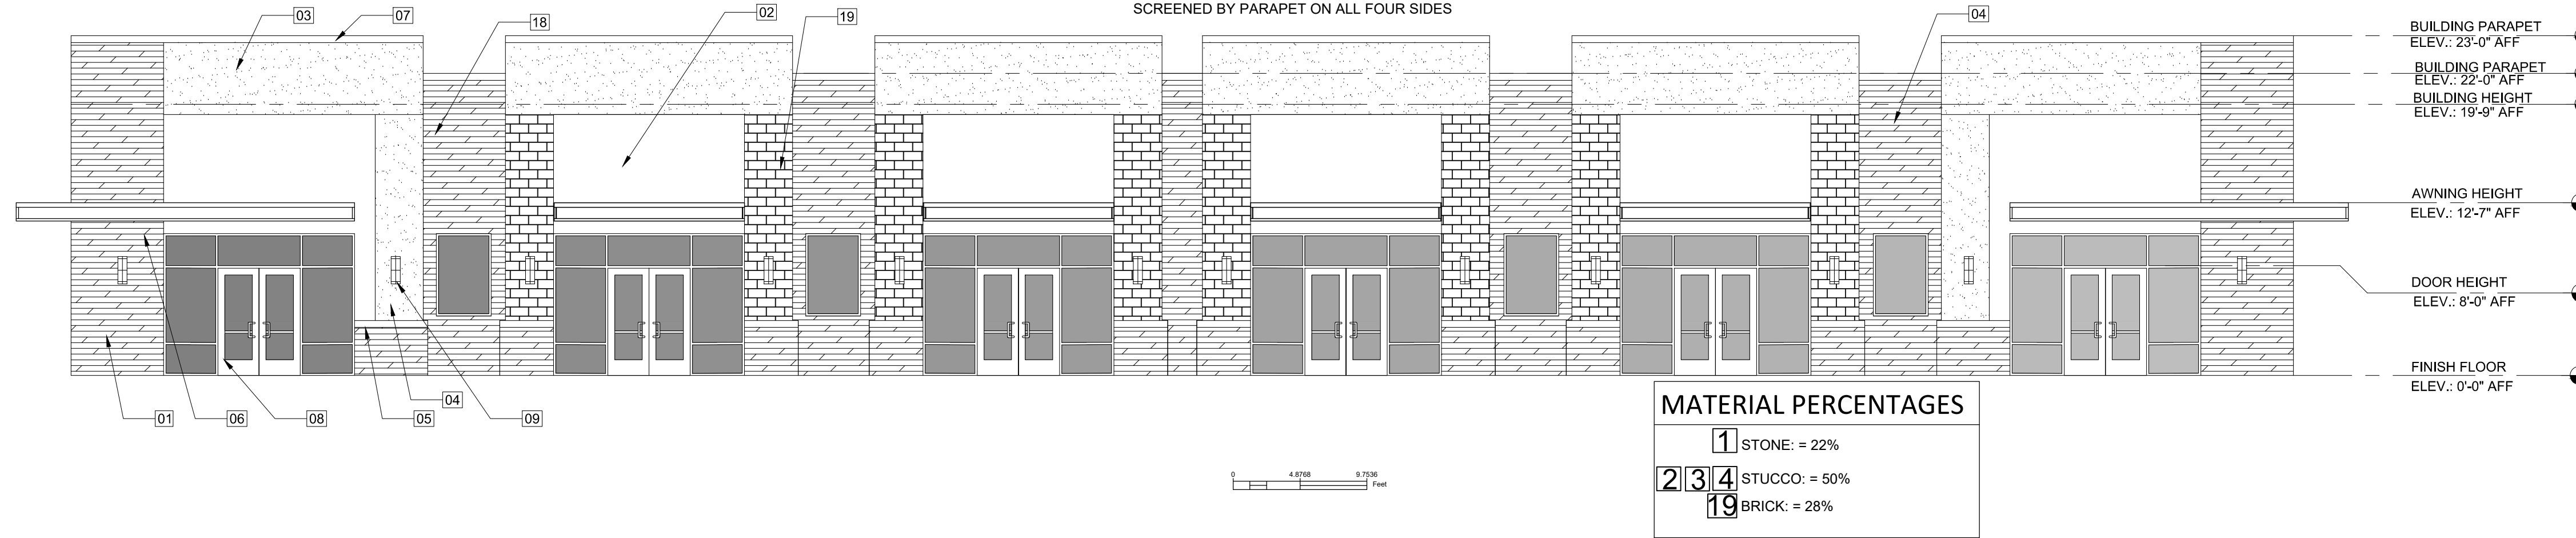 SCREENED BY PARAPET ON ALL FOUR SIDES
03
07
18
02
19
04
BUILDING PARAPET
ELEV.: 23'-0" AFF
BUILDING PARAPET
ELEV.: 22'-0" AFF
BUILDING HEIGHT
ELEV.: 19'-9" AFF
AWNING HEIGHT
ELEV.: 12'-7" AFF
DOOR HEIGHT
ELEV.: 8'-0" AFF
FINISH FLOOR
ELEV.: 0'-0" AFF
01
06
08
05
04
09
MATERIAL PERCENTAGES
1 STONE: = 22%
2 3 4 STUCCO: = 50%
19 BRICK: = 28%
0 4.8768 9.7536
Feet